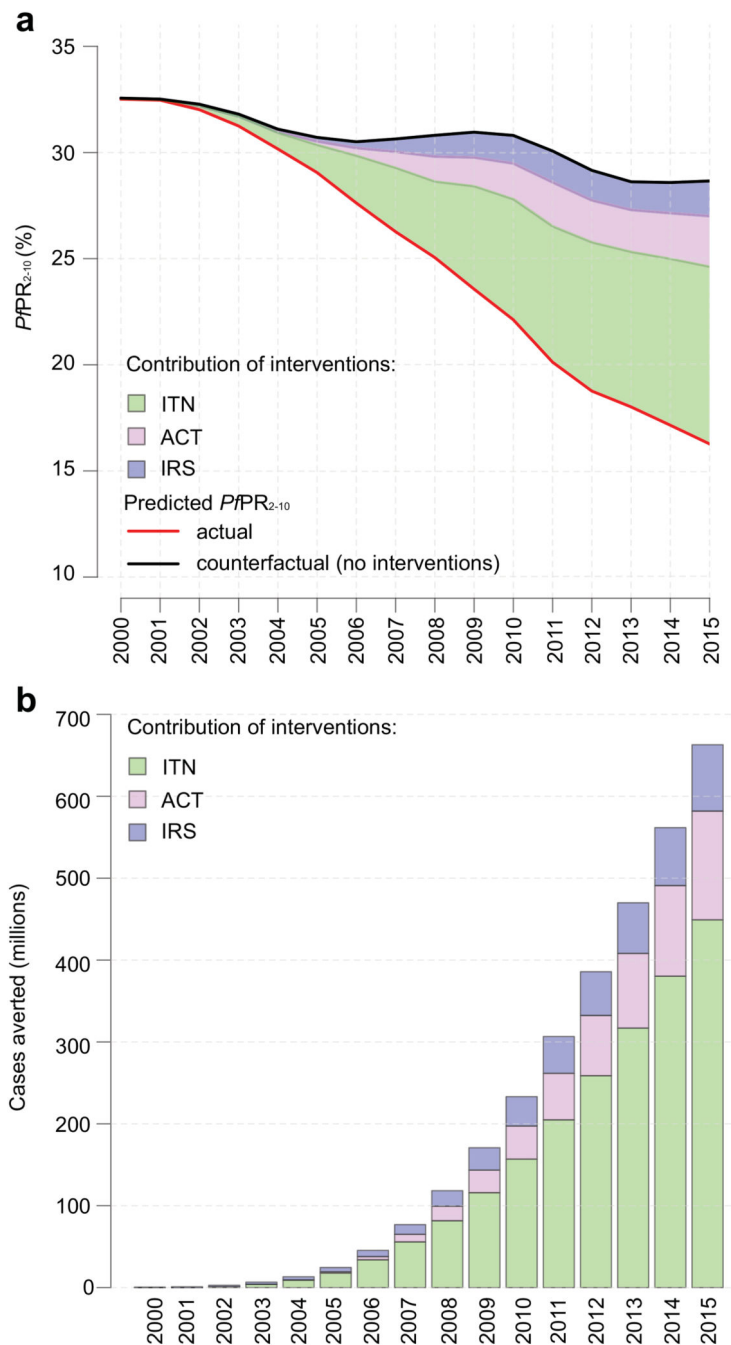 a
35
30
25
20
15
10
PfPR2-10 (%)
Contribution of interventions:
ITN
ACT
IRS
Predicted PfPR2-10
actual
counterfactual (no interventions)
2000 2001 2002 2003 2004 2005 2006 2007 2008 2009 2010 2011 2012 2013 2014 2015
b
700
600
500
400
300
200
100
0
Cases averted (millions)
Contribution of interventions:
ITN
ACT
IRS
2000 2001 2002 2003 2004 2005 2006 2007 2008 2009 2010 2011 2012 2013 2014 2015